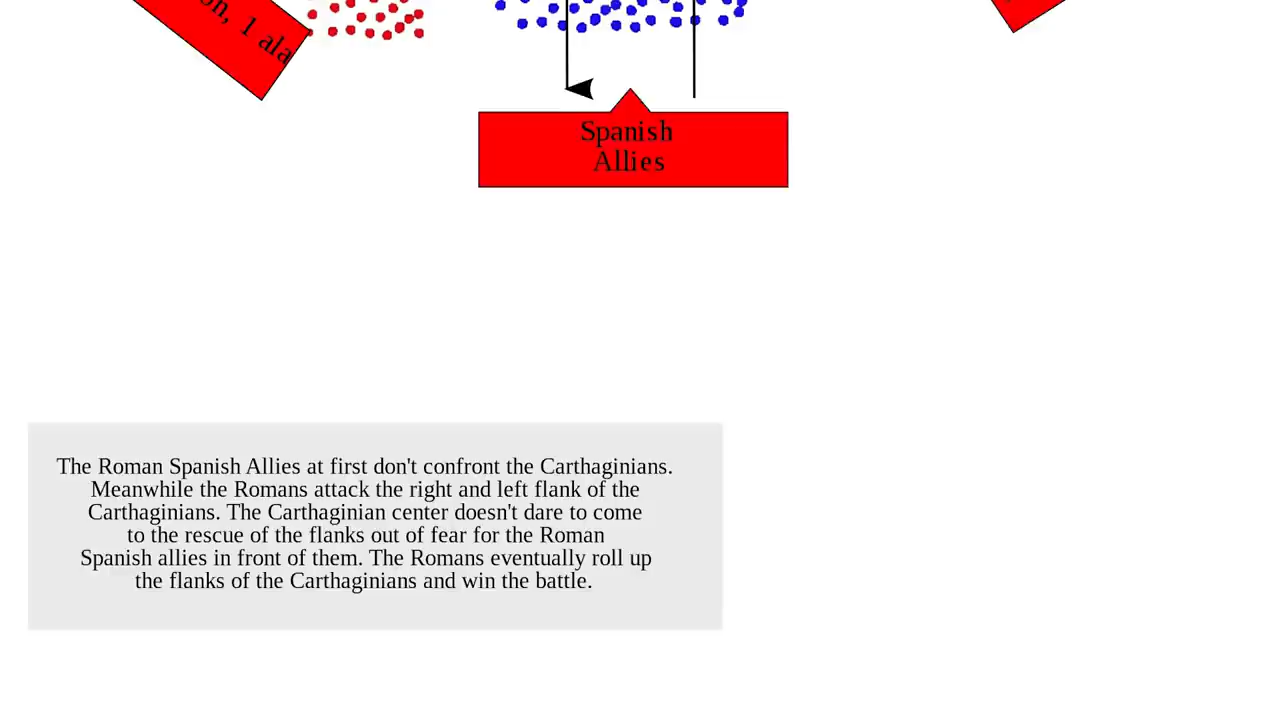 on, 1 ala
Spanish
Allies
The Roman Spanish Allies at first don't confront the Carthaginians.
Meanwhile the Romans attack the right and left flank of the
Carthaginians. The Carthaginian center doesn't dare to come
to the rescue of the flanks out of fear for the Roman
Spanish allies in front of them. The Romans eventually roll up
the flanks of the Carthaginians and win the battle.